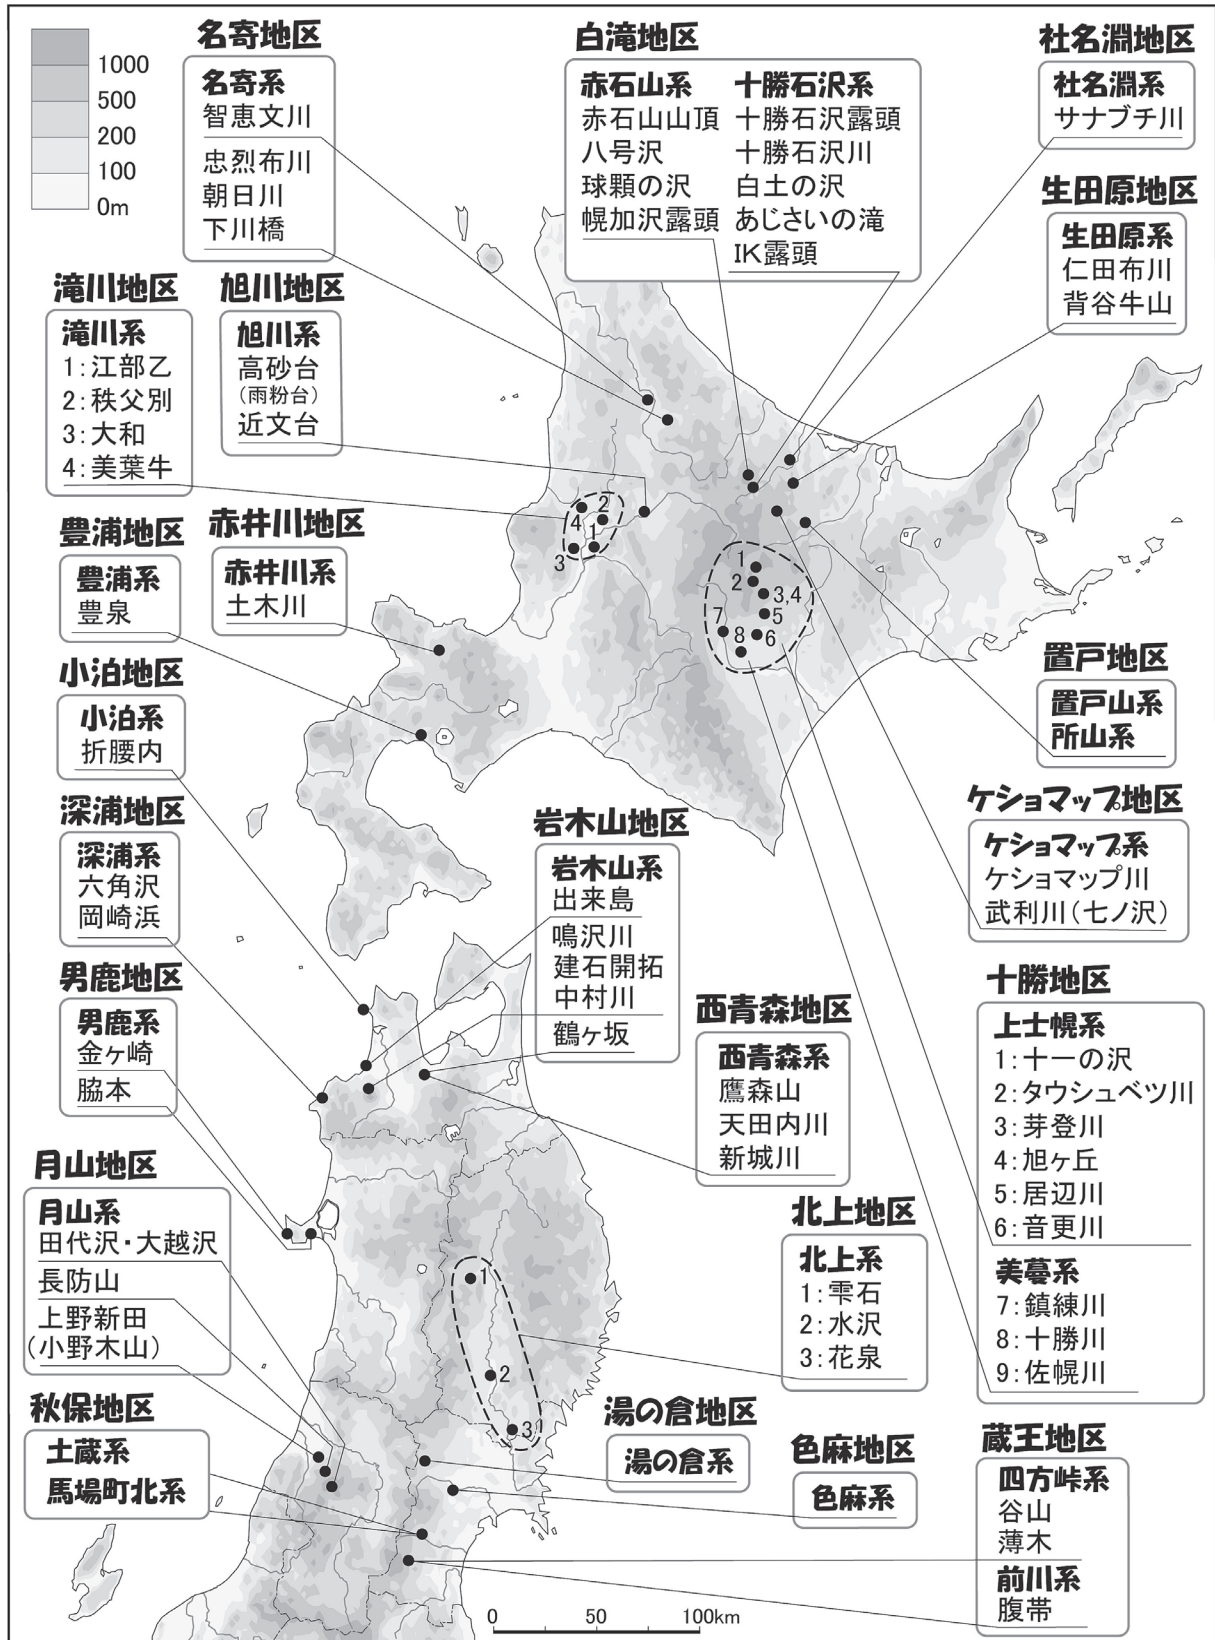 1000
500
200
100
0m
名寄地区
名寄系
智恵文川
忠烈布川
朝日川
下川橋
白滝地区
赤石山系
赤石山山頂
八号沢
球顆の沢
幌加沢露頭
十勝石沢系
十勝石沢露頭
十勝石沢川
白土の沢
あじさいの滝
IK露頭
社名淵地区
社名淵系
サナブチ川
生田原地区
生田原系
仁田布川
背谷牛山
滝川地区
滝川系
1:江部乙
2:秩父別
3:大和
4:美葉牛
旭川地区
旭川系
高砂台
（雨粉台）
近文台
豊浦地区
豊浦系
豊泉
赤井川地区
赤井川系
土木川
4
2
1
3
1
2
3,4
5
7
8
6
置戸地区
置戸山系
所山系
小泊地区
小泊系
折腰内
ケショマップ地区
ケショマップ系
ケショマップ川
武利川（七ノ沢）
深浦地区
深浦系
六角沢
岡崎浜
岩木山地区
岩木山系
出来島
鳴沢川
建石開拓
中村川
鶴ヶ坂
男鹿地区
男鹿系
金ヶ崎
脇本
西青森地区
西青森系
鷹森山
天田内川
新城川
十勝地区
上士幌系
1:十一の沢
2:タウシュベツ川
3:芽登川
4:旭ヶ丘
5:居辺川
6:音更川
美蔓系
7:鎮練川
8:十勝川
9:佐幌川
月山地区
月山系
田代沢・大越沢
長防山
上野新田
（小野木山）
北上地区
北上系
1:雫石
2:水沢
3:花泉
1
2
3
秋保地区
土蔵系
馬場町北系
湯の倉地区
湯の倉系
色麻地区
色麻系
蔵王地区
四方峠系
谷山
薄木
前川系
腹帯
0 50 100km